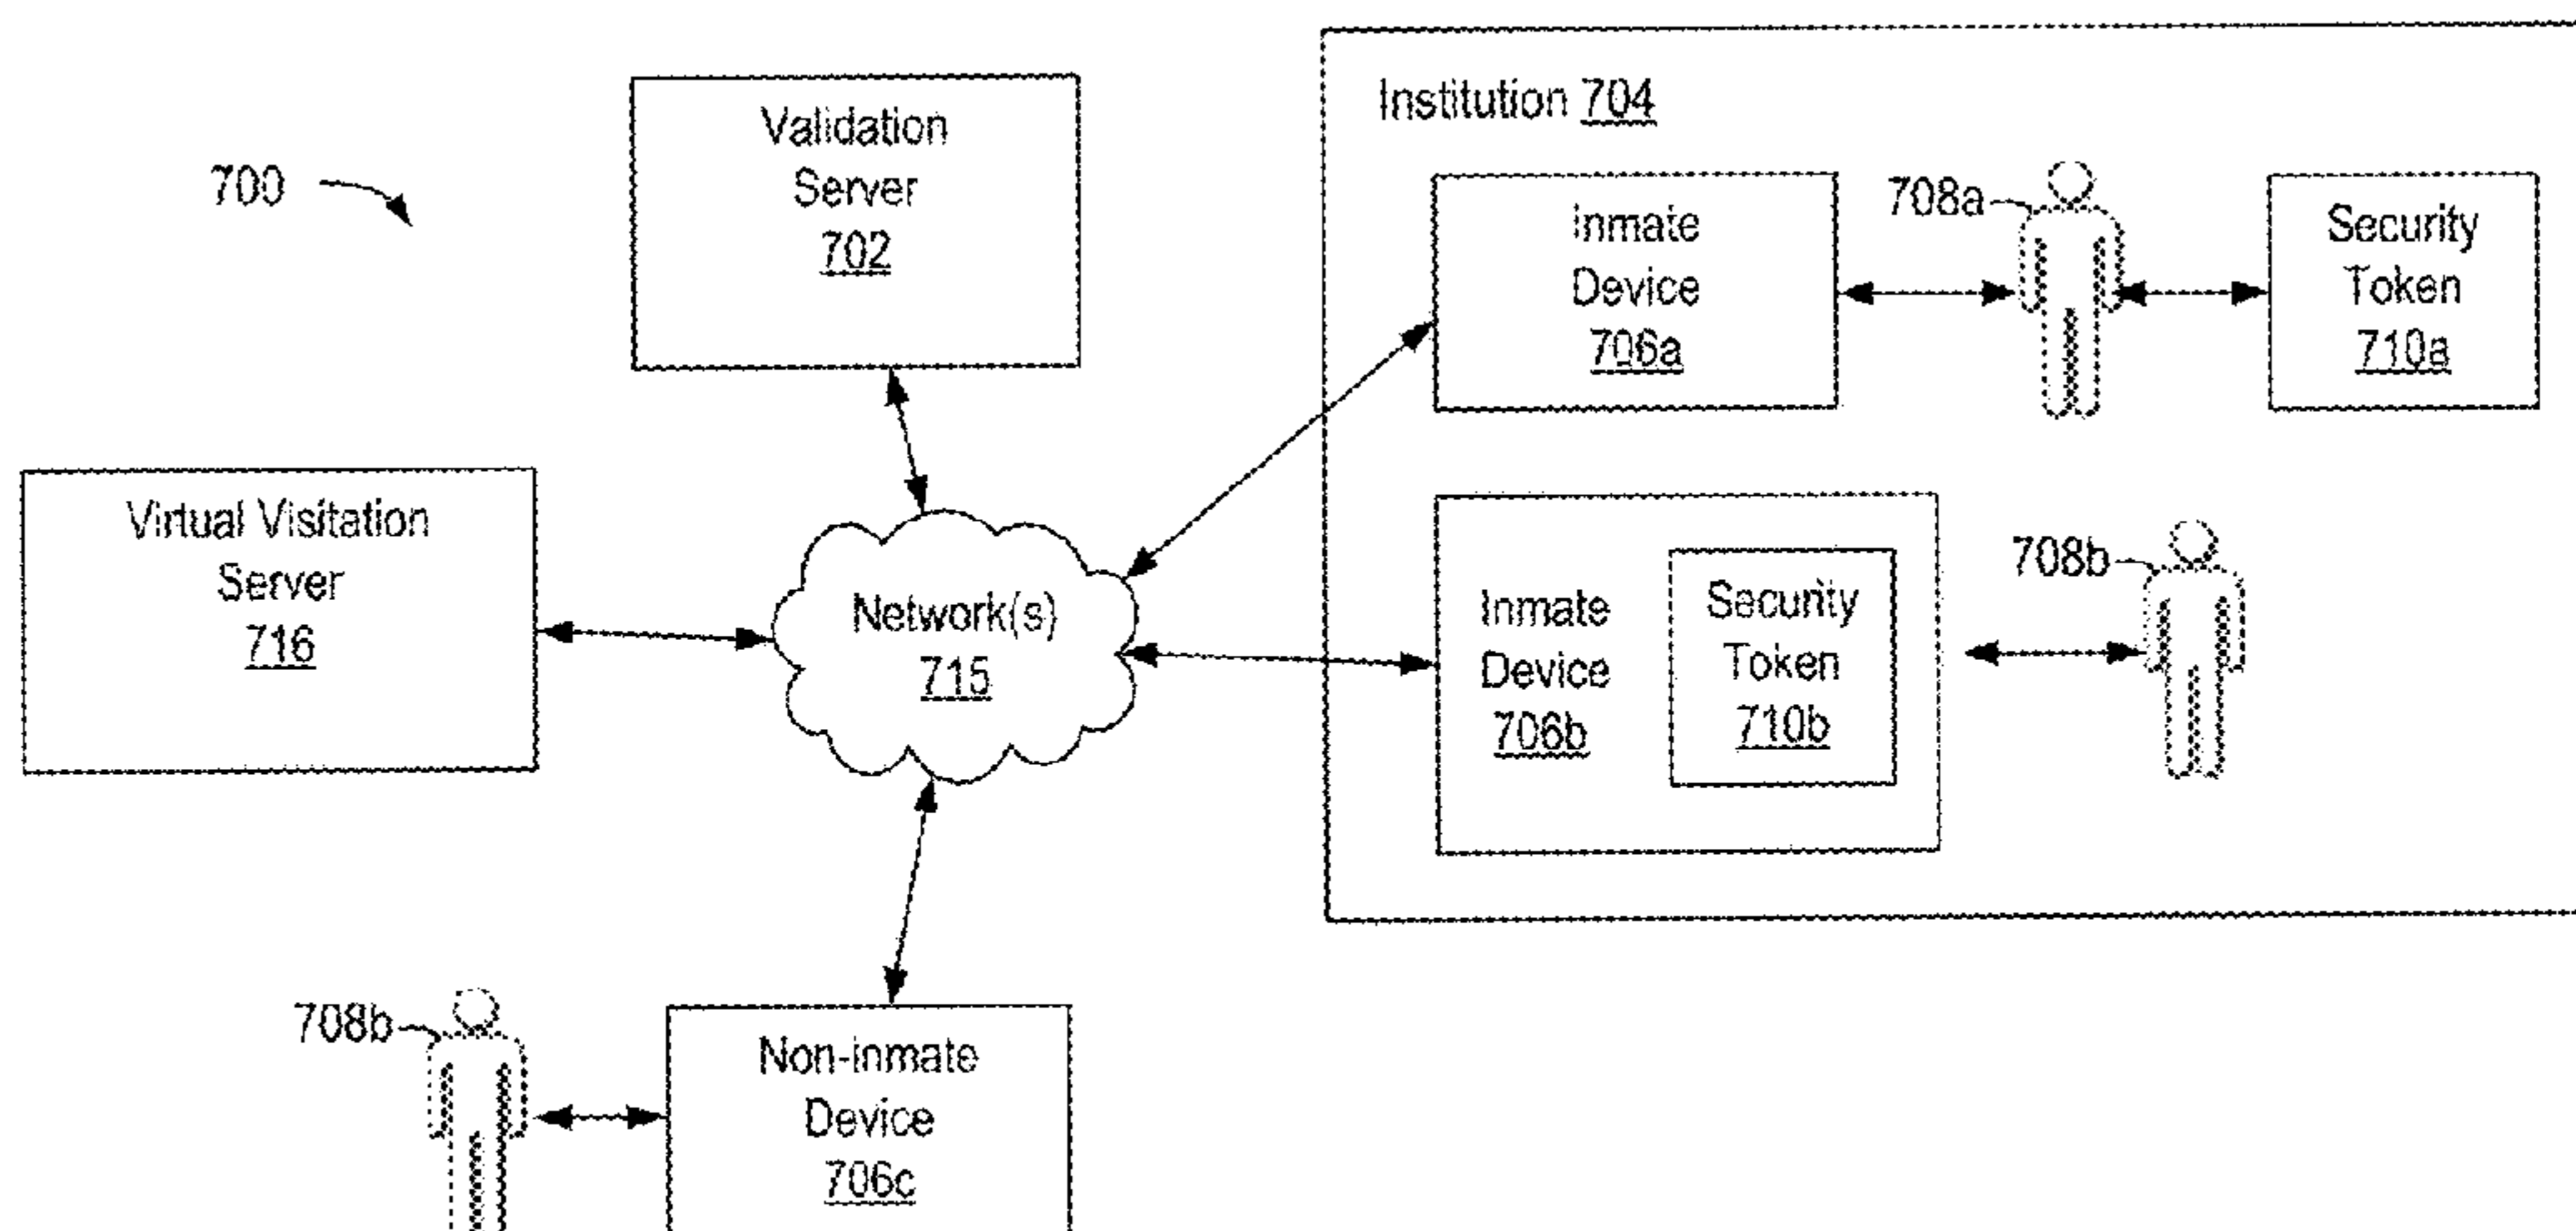 700
Validation
Server
702
Institution 704
Inmate
Device
706a
708a
Security
Token
710a
Virtual Visitation
Server
716
Network(s)
715
Inmate
Device
706b
Security
Token
710b
708b
708b
Non-inmate
Device
706c